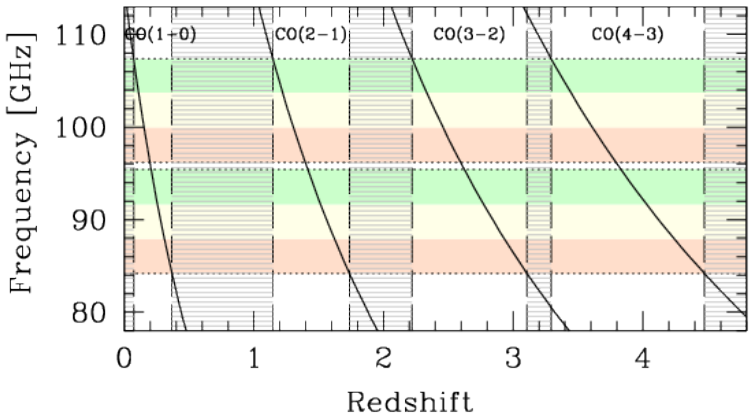 CO(1-0) CO(2-1) CO(3-2) CO(4-3)
110
100
90
80
Frequency [GHz]
0 1 2 3 4
Redshift